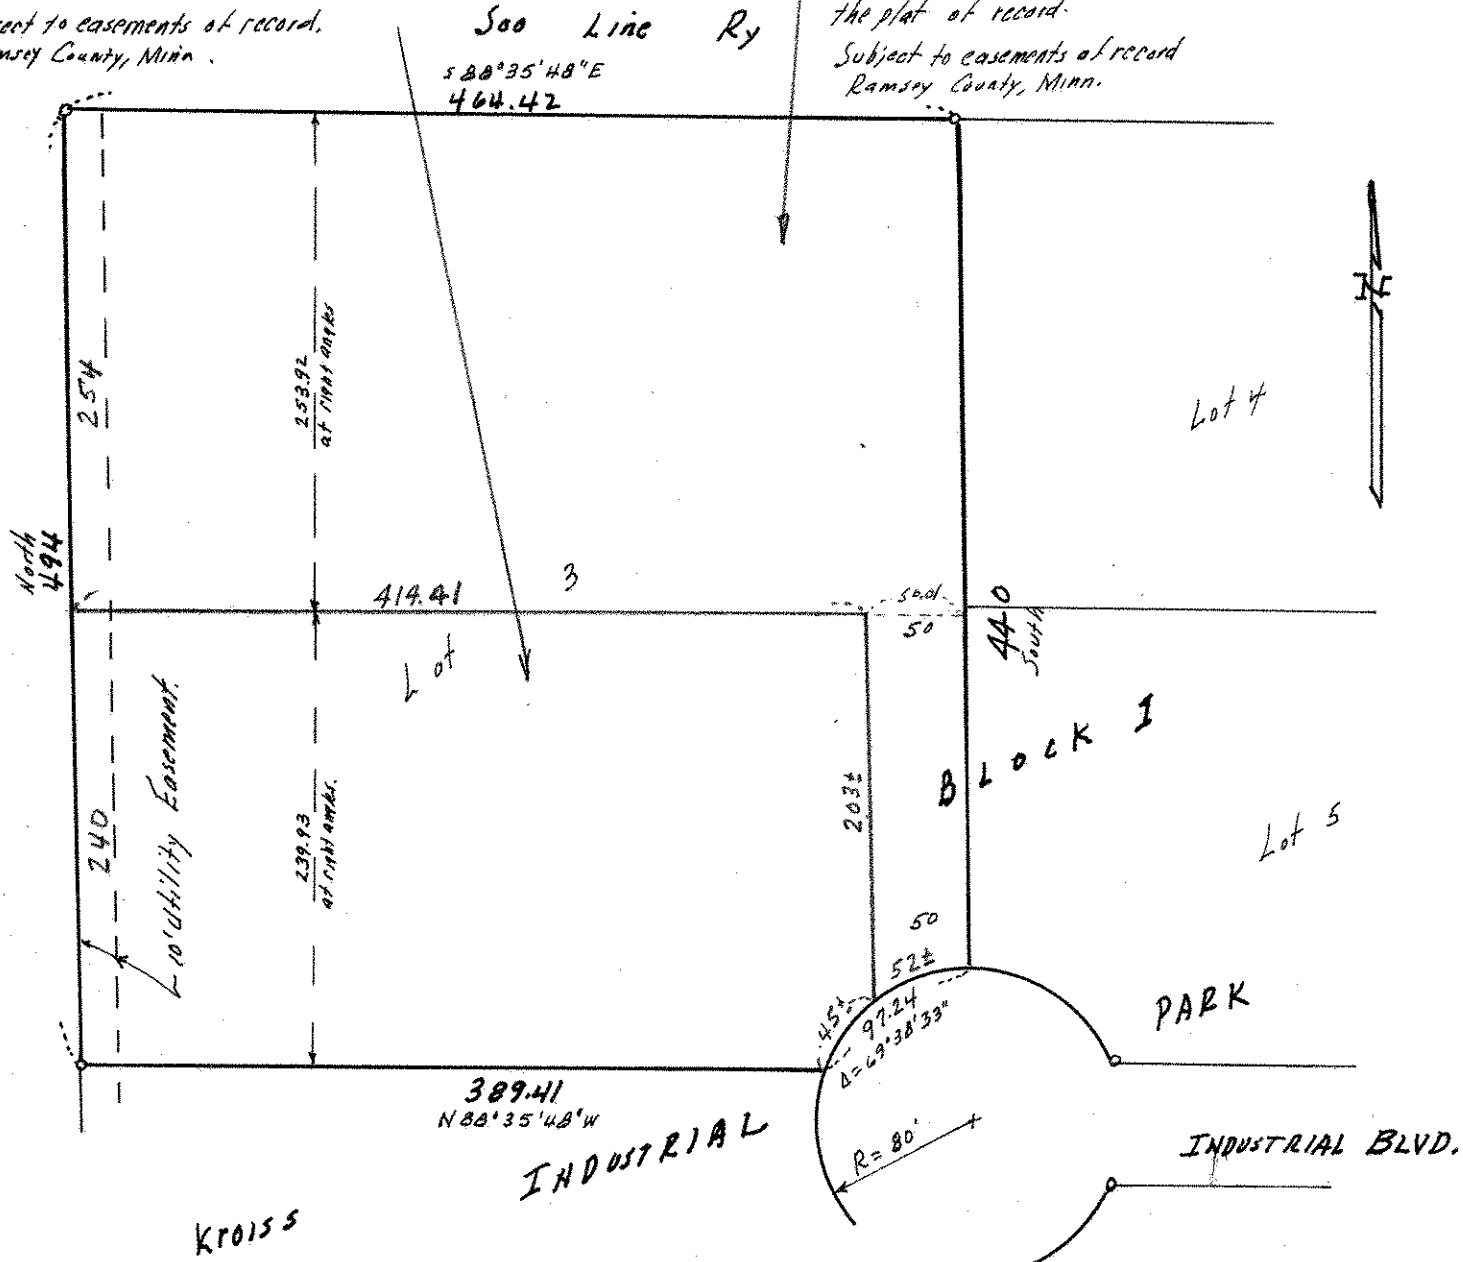 ect to easements of record.
msey County, Minn.
Soo Line Ry
the plat of record.
Subject to easements of record
Ramsey County, Minn.
S 88°35'48"E
464.42
254
253.92
at right angles
N
Lot 4
North
494
414.41
3
50.01
50
440
South
Lot
BLOCK 1
203±
240
10' Utility Easement.
239.93
at right angles.
Lot 5
50
52±
45±
97.24
Δ=69°38'33"
PARK
389.41
N 88°35'48"W
INDUSTRIAL
R=80'
INDUSTRIAL BLVD.
Kroiss